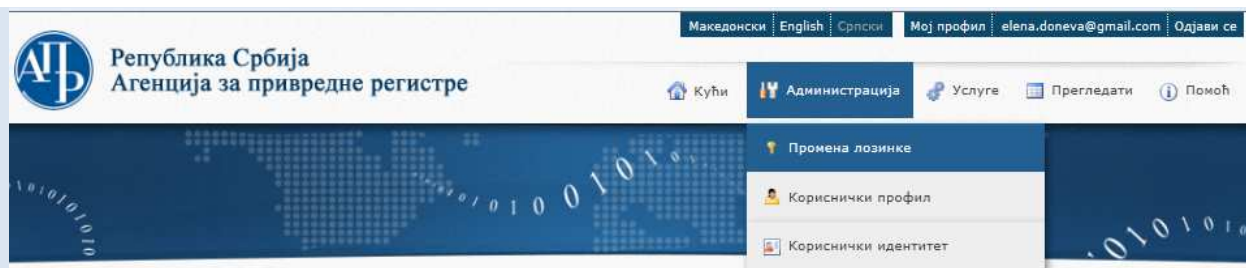 Македонски English Српски Мој профил elena.doneva@gmail.com Одјави се
АПР
Република Србија
Агенција за привредне регистре
Кући Администрација Услуге Прегледати Помоћ
Промена лозинке
Кориснички профил
Кориснички идентитет